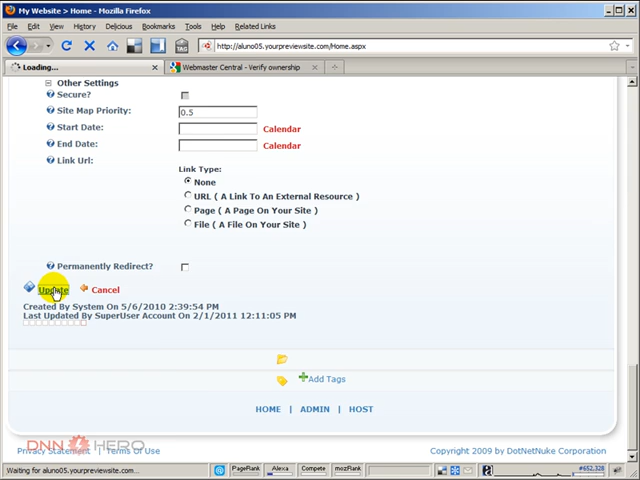 My Website > Home - Mozilla Firefox
File Edit View History Delicious Bookmarks Tools Help Related Links
TAG
http://aluno05.yourpreviewsite.com/Home.aspx
Loading...
Webmaster Central - Verify ownership
Other Settings
Secure?
Site Map Priority: 0.5
Start Date: Calendar
End Date: Calendar
Link Url:
Link Type:
None
URL ( A Link To An External Resource )
Page ( A Page On Your Site )
File ( A File On Your Site )
Permanently Redirect?
Update Cancel
Created By System On 5/6/2010 2:39:54 PM
Last Updated By SuperUser Account On 2/1/2011 12:11:05 PM
Add Tags
HOME | ADMIN | HOST
DNN HERO
Privacy Statement | Terms Of Use
Copyright 2009 by DotNetNuke Corporation
Waiting for aluno05.yourpreviewsite.com...
PageRank Alexa Compete mozRank #652,328